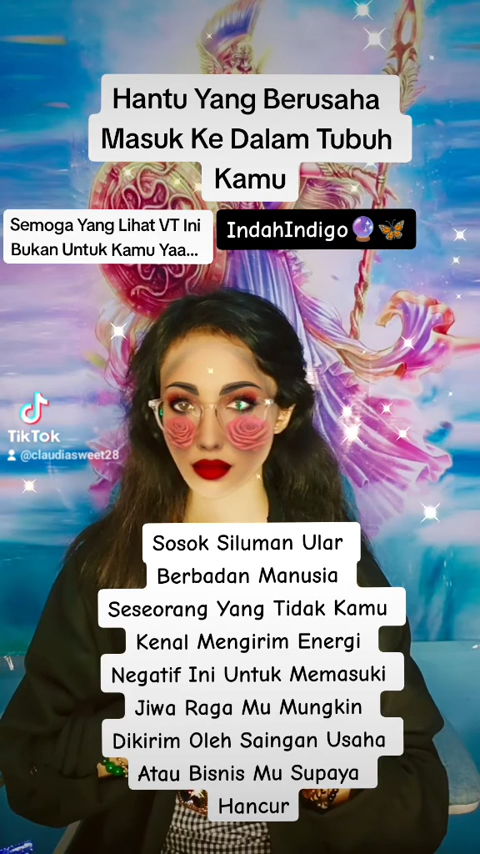 Hantu Yang Berusaha
Masuk Ke Dalam Tubuh
Kamu
Semoga Yang Lihat VT Ini
Bukan Untuk Kamu Yaa...
IndahIndigo🔮🦋
TikTok
@claudiasweet28
Sosok Siluman Ular
Berbadan Manusia
Seseorang Yang Tidak Kamu
Kenal Mengirim Energi
Negatif Ini Untuk Memasuki
Jiwa Raga Mu Mungkin
Dikirim Oleh Saingan Usaha
Atau Bisnis Mu Supaya
Hancur